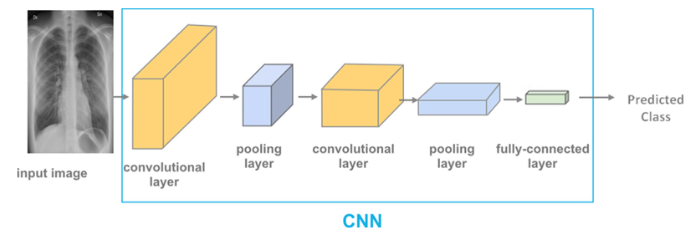 input image
convolutional
layer
pooling
layer
convolutional
layer
pooling
layer
fully-connected
layer
Predicted
Class
CNN